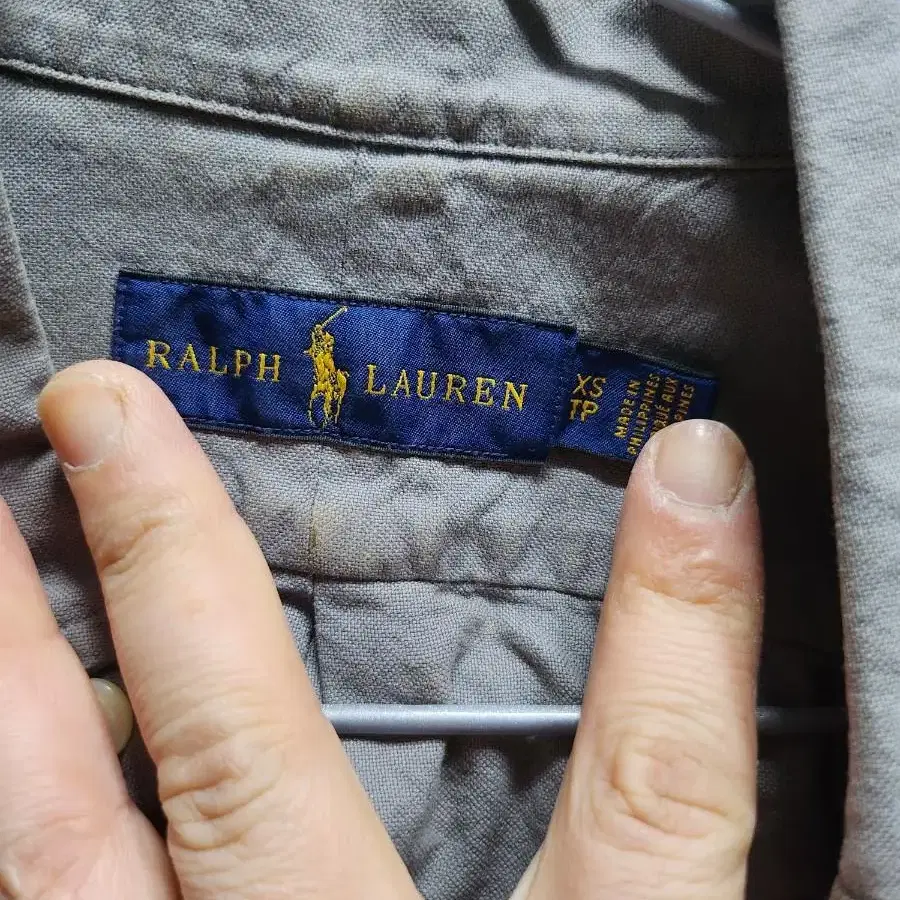 RALPH LAUREN
XS
TP
MADE IN
PHILIPPINES